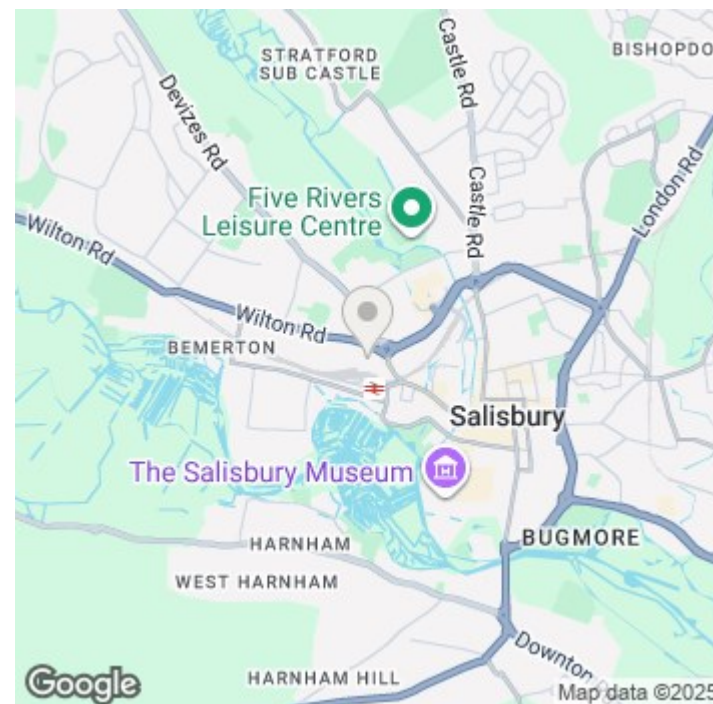 STRATFORD
SUB CASTLE
BISHOPDO
Castle Rd
Devizes Rd
London Rd
Castle Rd
Five Rivers
Leisure Centre
Wilton Rd
Wilton Rd
BEMERTON
Salisbury
The Salisbury Museum
BUGMORE
HARNHAM
WEST HARNHAM
Downton
HARNHAM HILL
Google
Map data ©2025